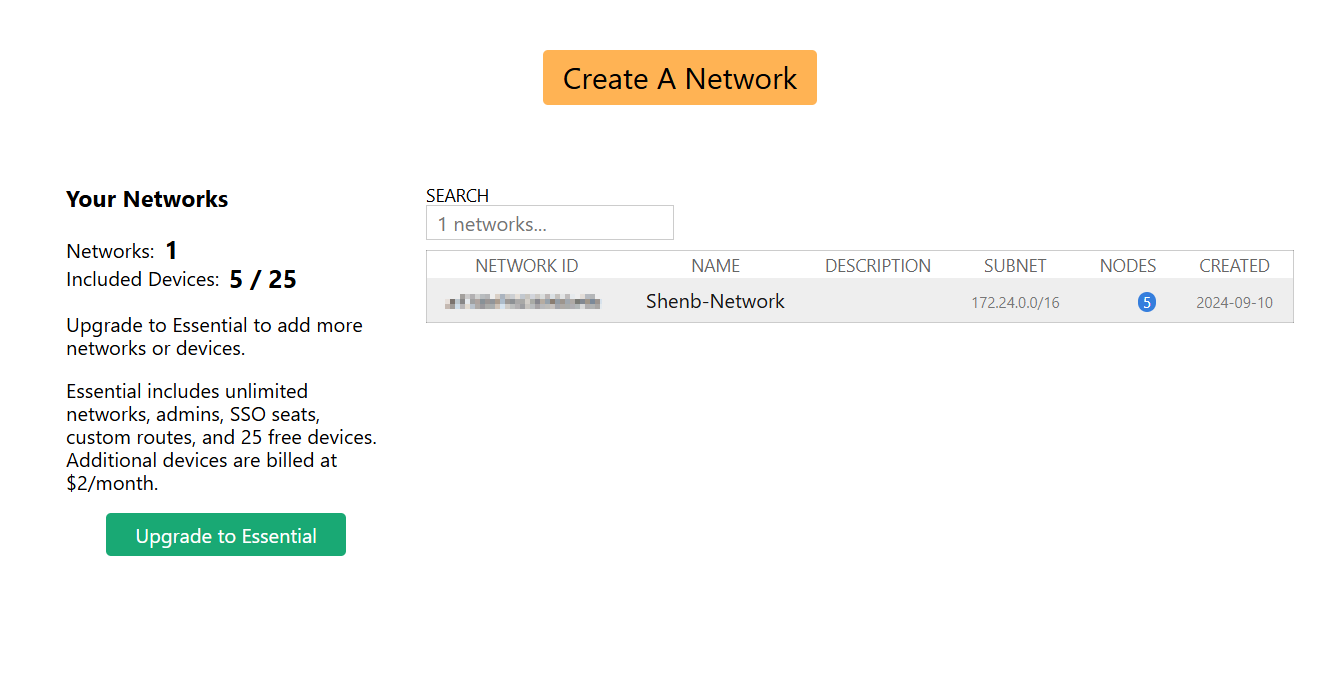 Create A Network
Your Networks
Networks: 1
Included Devices: 5 / 25
Upgrade to Essential to add more
networks or devices.
Essential includes unlimited
networks, admins, SSO seats,
custom routes, and 25 free devices.
Additional devices are billed at
$2/month.
Upgrade to Essential
SEARCH
1 networks...
NETWORK ID NAME DESCRIPTION SUBNET NODES CREATED
Shenb-Network 172.24.0.0/16 5 2024-09-10